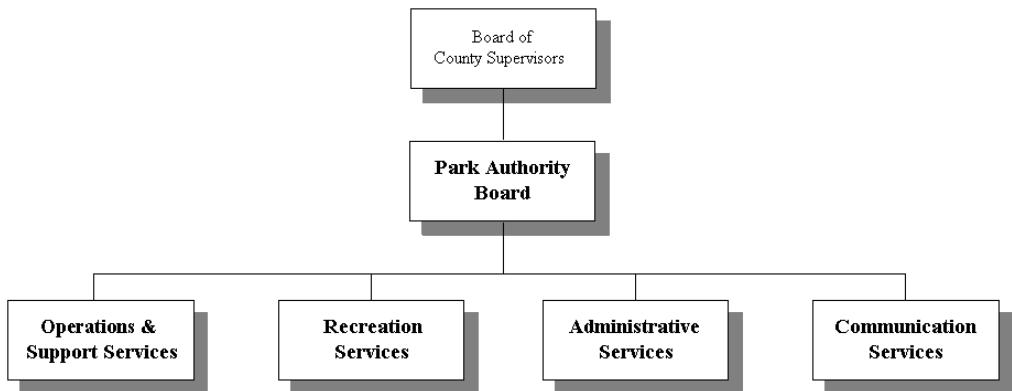 Board of
County Supervisors
Park Authority
Board
Operations &
Support Services
Recreation
Services
Administrative
Services
Communication
Services